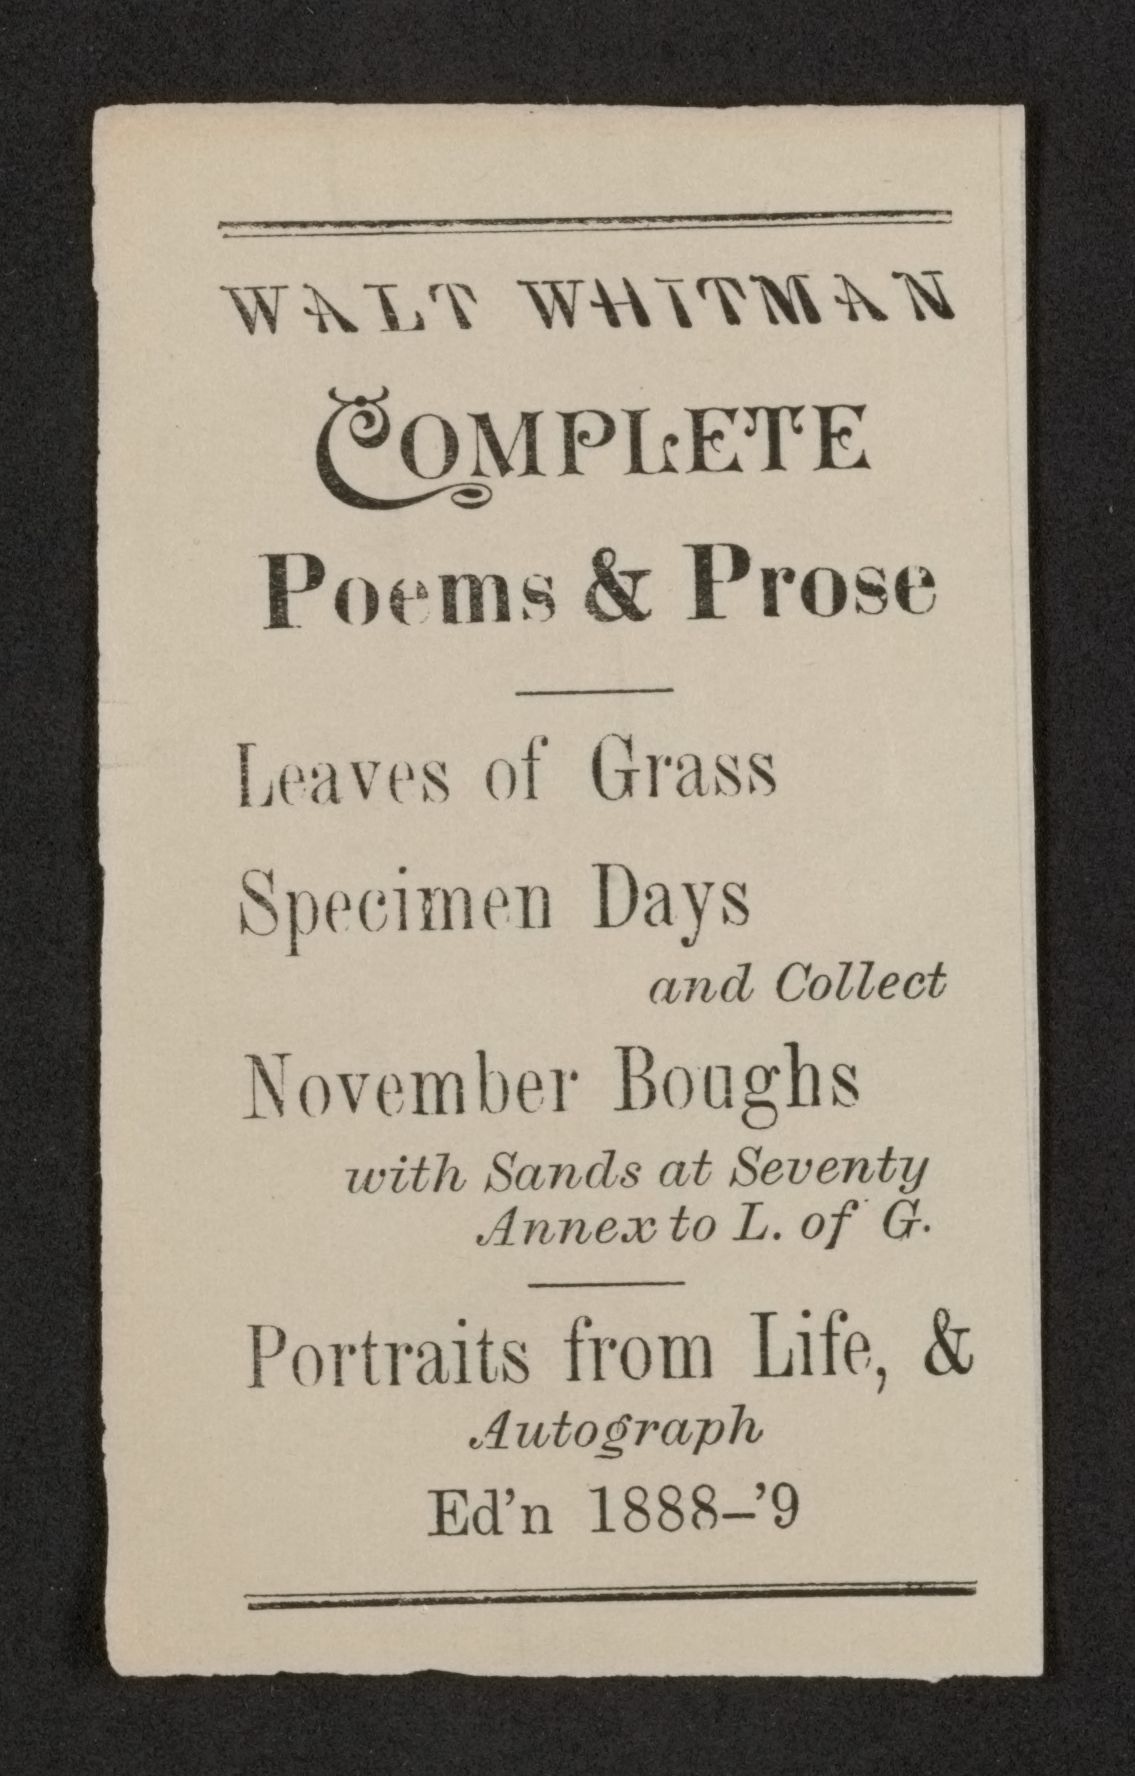 WALT WHITMAN
COMPLETE
Poems & Prose
Leaves of Grass
Specimen Days
and Collect
November Boughs
with Sands at Seventy
Annex to L. of G.
Portraits from Life, &
Autograph
Ed'n 1888–'9